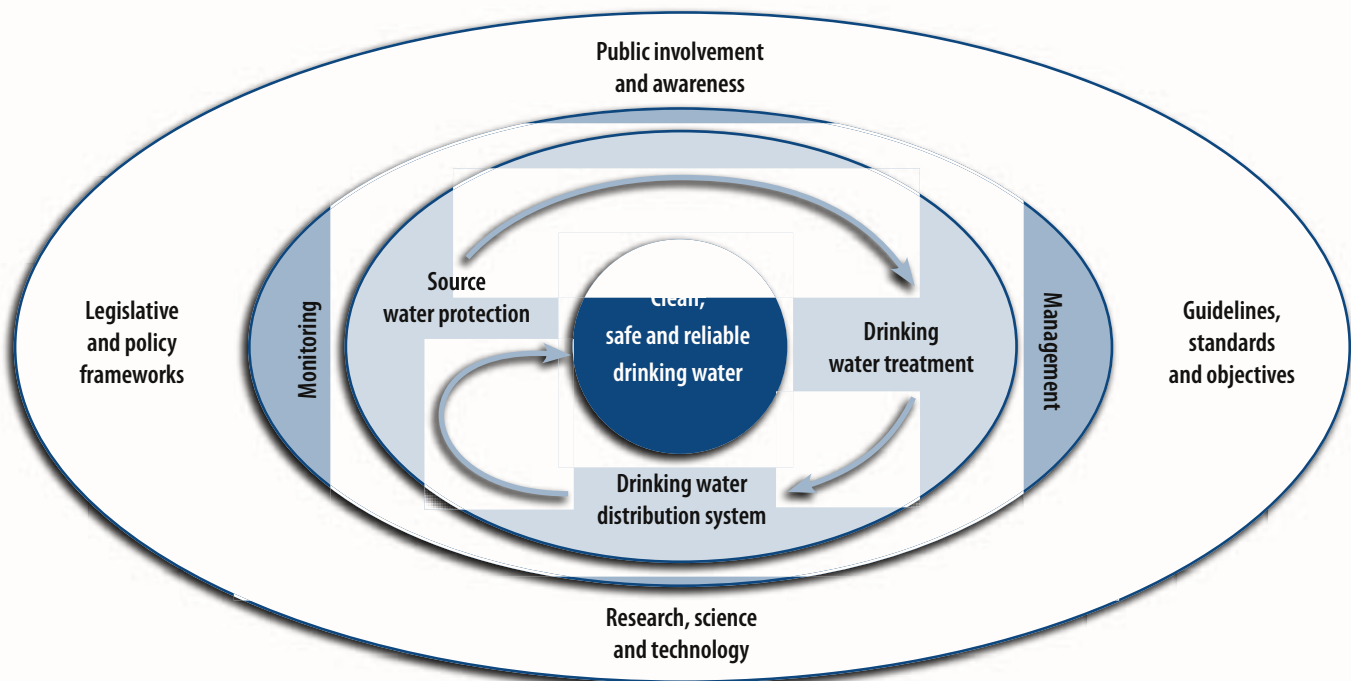 Public involvement
and awareness
Source
water protection
Clean,
safe and reliable
drinking water
Drinking
water treatment
Drinking water
distribution system
Monitoring
Management
Legislative
and policy
frameworks
Guidelines,
standards
and objectives
Research, science
and technology